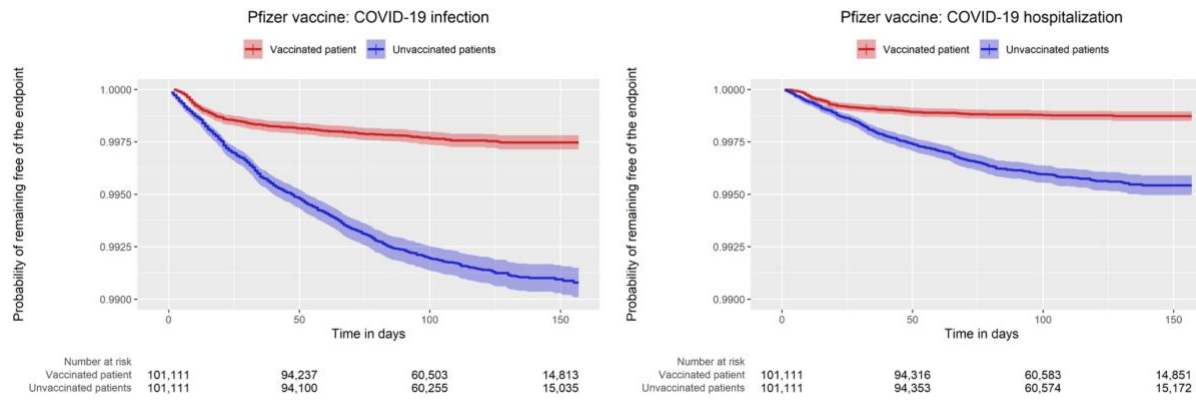 Pfizer vaccine: COVID-19 infection
Vaccinated patient Unvaccinated patients
Probability of remaining free of the endpoint
1.0000
0.9975
0.9950
0.9925
0.9900
0 50 100 150
Time in days
Number at risk
Vaccinated patient 101,111 94,237 60,503 14,813
Unvaccinated patients 101,111 94,100 60,255 15,035
Pfizer vaccine: COVID-19 hospitalization
Vaccinated patient Unvaccinated patients
Probability of remaining free of the endpoint
1.0000
0.9975
0.9950
0.9925
0.9900
0 50 100 150
Time in days
Number at risk
Vaccinated patient 101,111 94,316 60,583 14,851
Unvaccinated patients 101,111 94,353 60,574 15,172